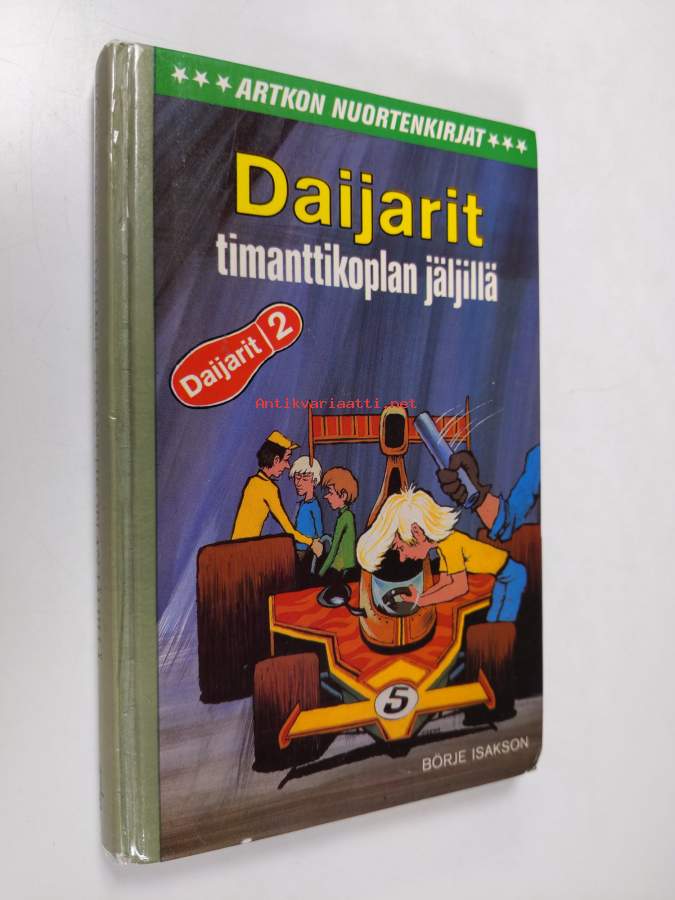 ★★★ ARTKON NUORTENKIRJAT ★★★
Daijarit
timanttikoplan jäljillä
Daijarit 2
Antikvariaatti.net
5
BÖRJE ISAKSON